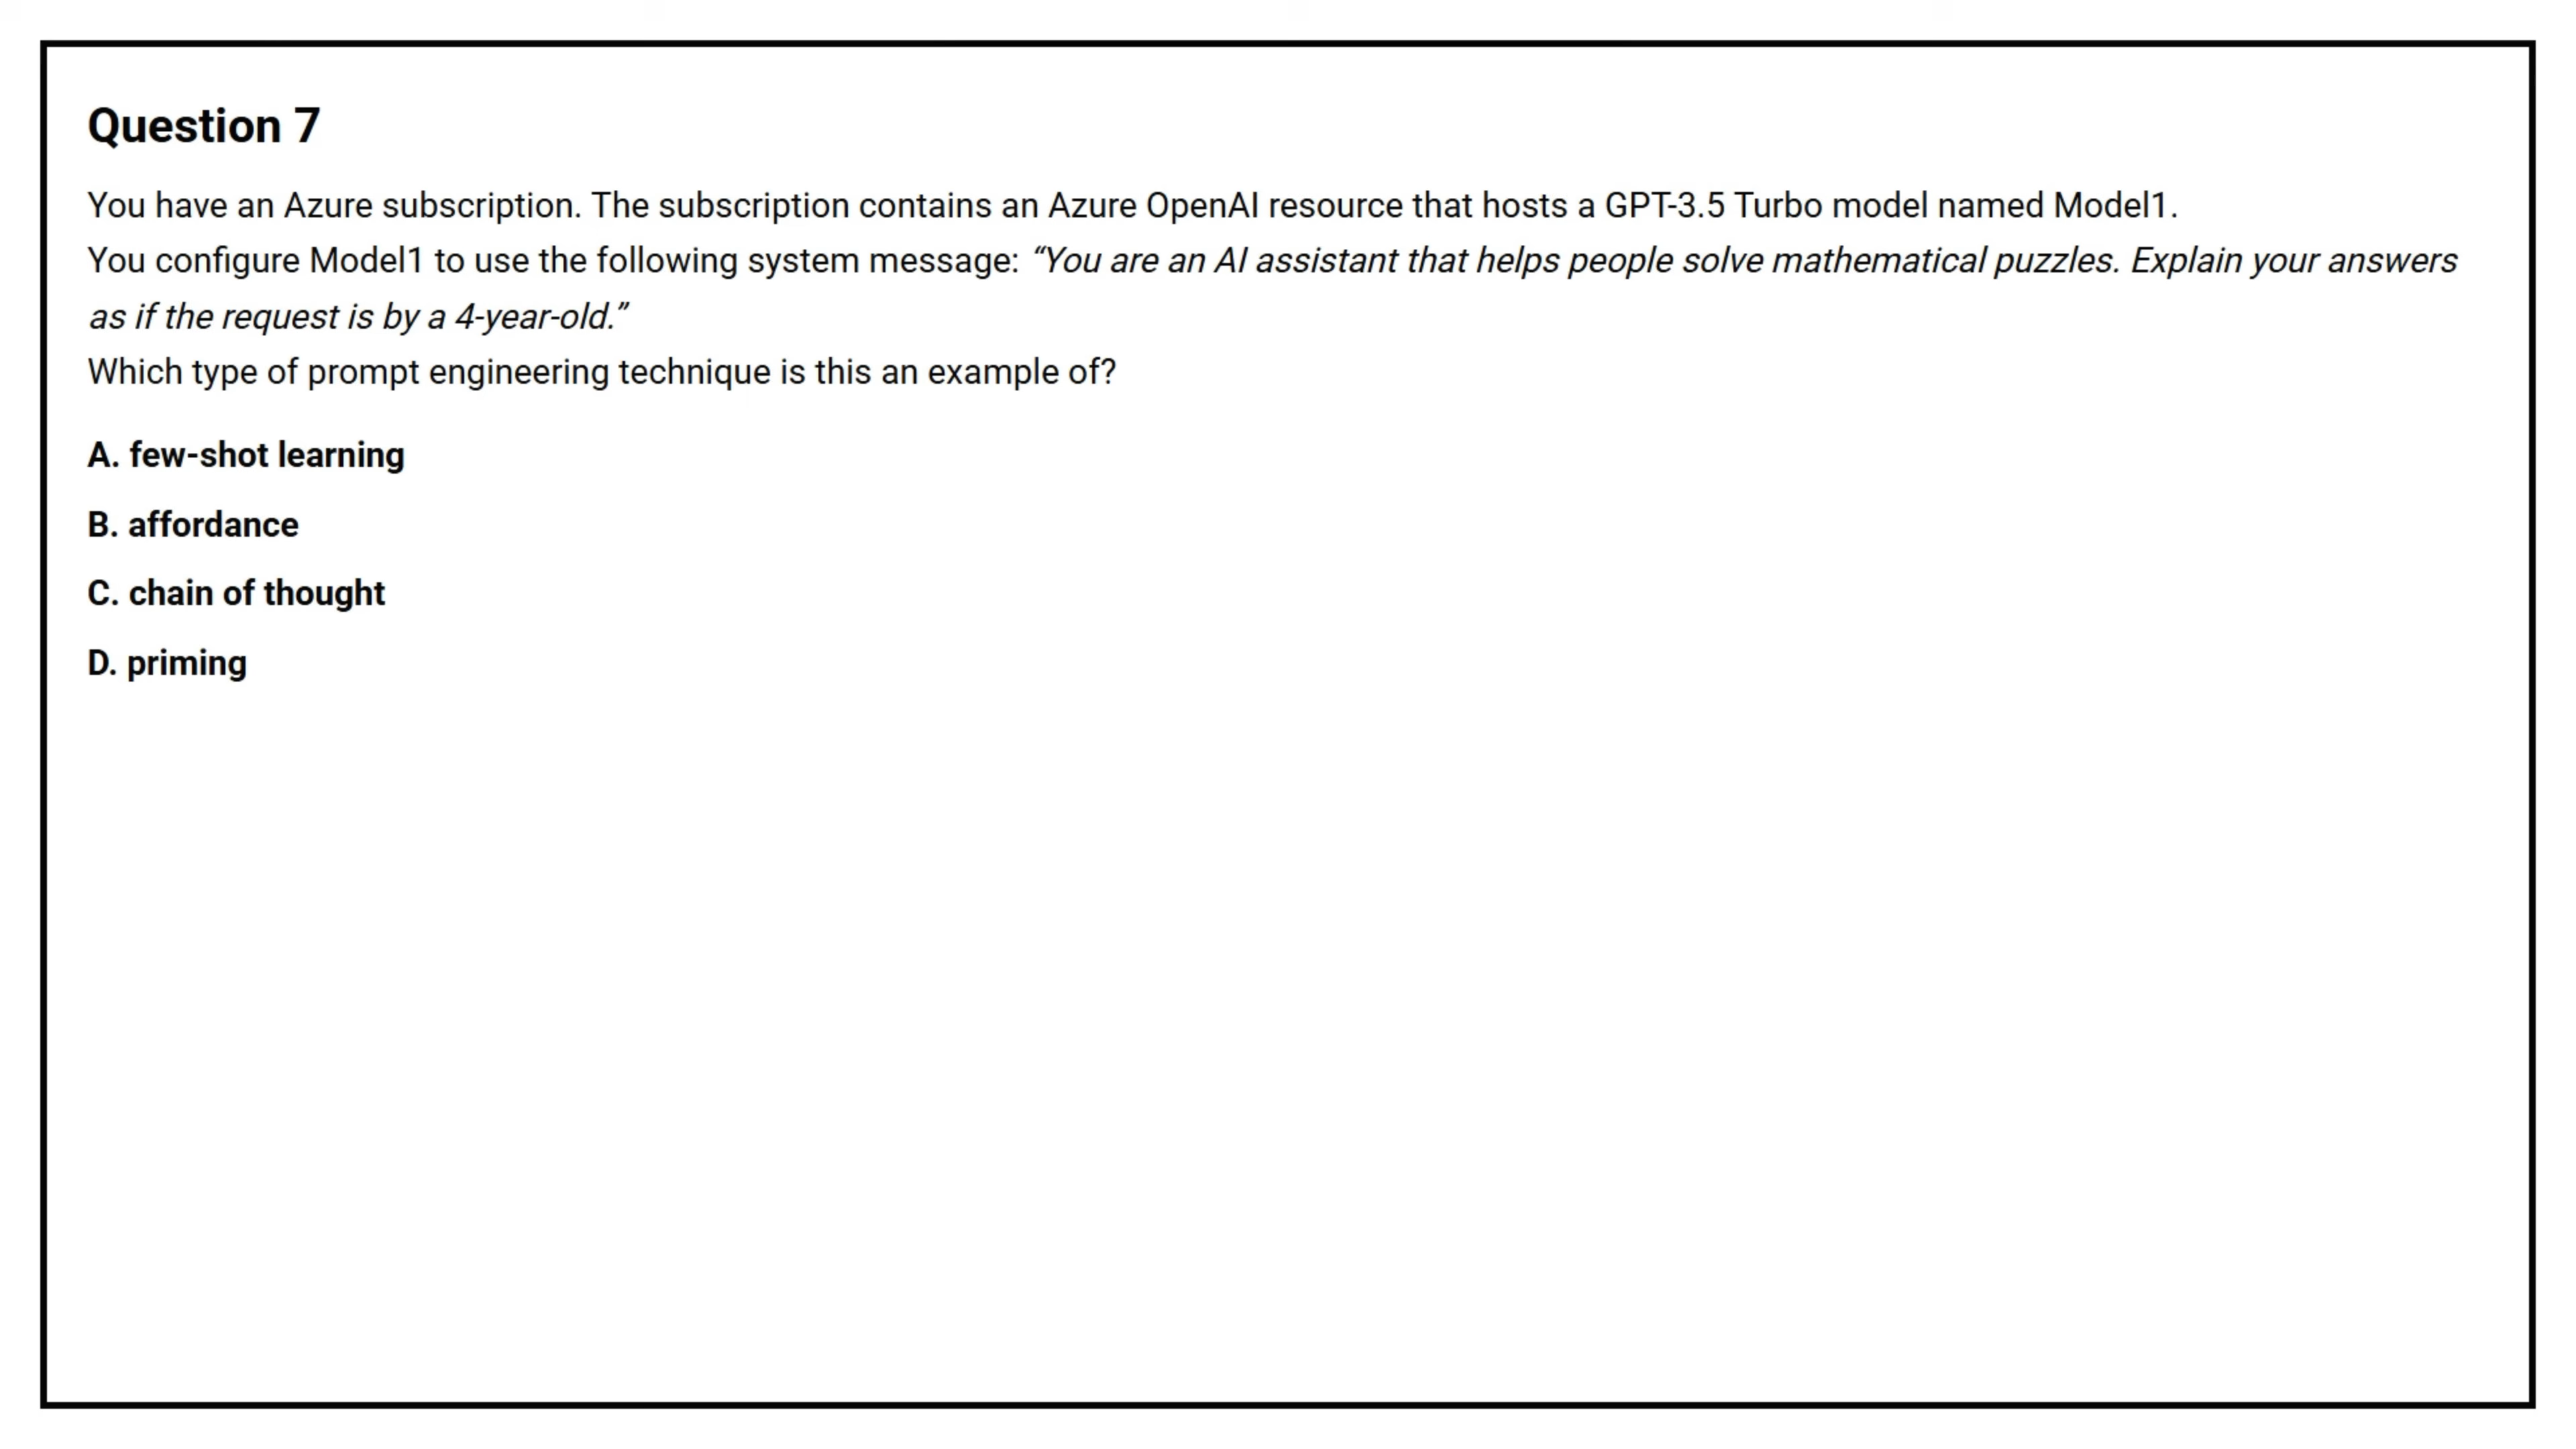 Question 7
You have an Azure subscription. The subscription contains an Azure OpenAI resource that hosts a GPT-3.5 Turbo model named Model1.
You configure Model1 to use the following system message: “You are an AI assistant that helps people solve mathematical puzzles. Explain your answers
as if the request is by a 4-year-old.”
Which type of prompt engineering technique is this an example of?
A. few-shot learning
B. affordance
C. chain of thought
D. priming